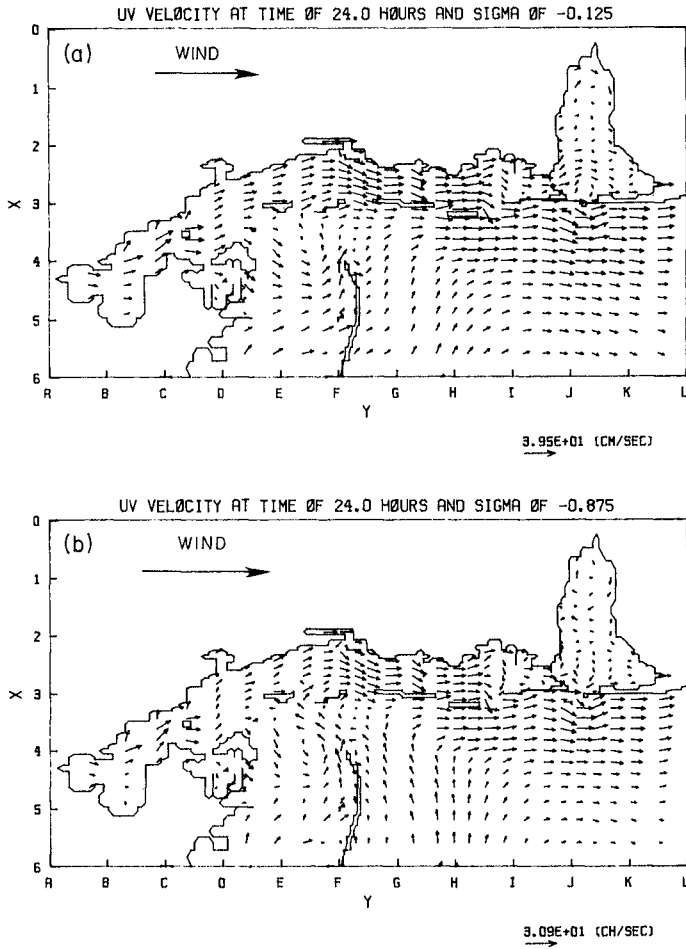 UV VELØCITY AT TIME ØF 24.0 HØURS AND SIGMA ØF -0.125
(a)
WIND
0
1
2
3
4
5
6
X
A B C D E F G H I J K L
Y
3.95E+01 (CM/SEC)
UV VELØCITY AT TIME ØF 24.0 HØURS AND SIGMA ØF -0.875
(b)
WIND
0
1
2
3
4
5
6
X
A B C D E F G H I J K L
Y
3.09E+01 (CM/SEC)